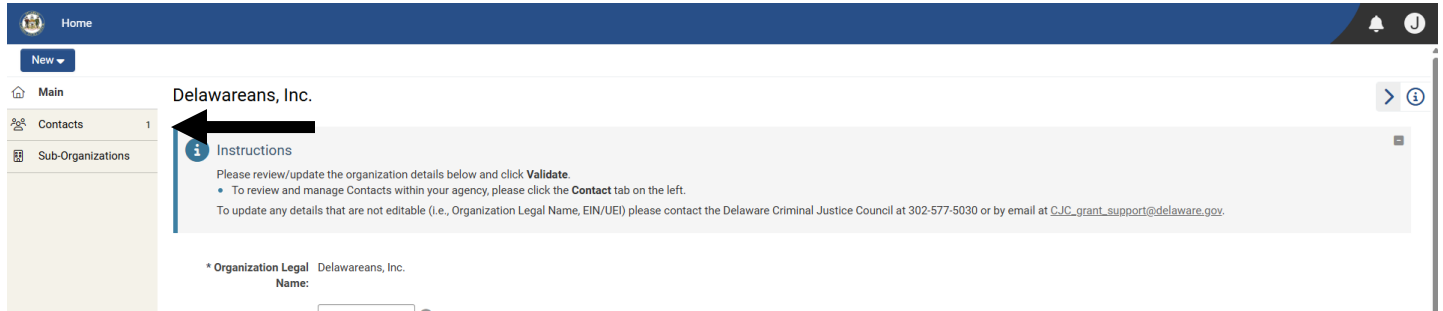 Home
J
New
Main
Contacts 1
Sub-Organizations
Delawareans, Inc.
Instructions
Please review/update the organization details below and click Validate.
To review and manage Contacts within your agency, please click the Contact tab on the left.
To update any details that are not editable (i.e., Organization Legal Name, EIN/UEI) please contact the Delaware Criminal Justice Council at 302-577-5030 or by email at CJC_grant_support@delaware.gov.
* Organization Legal Name: Delawareans, Inc.